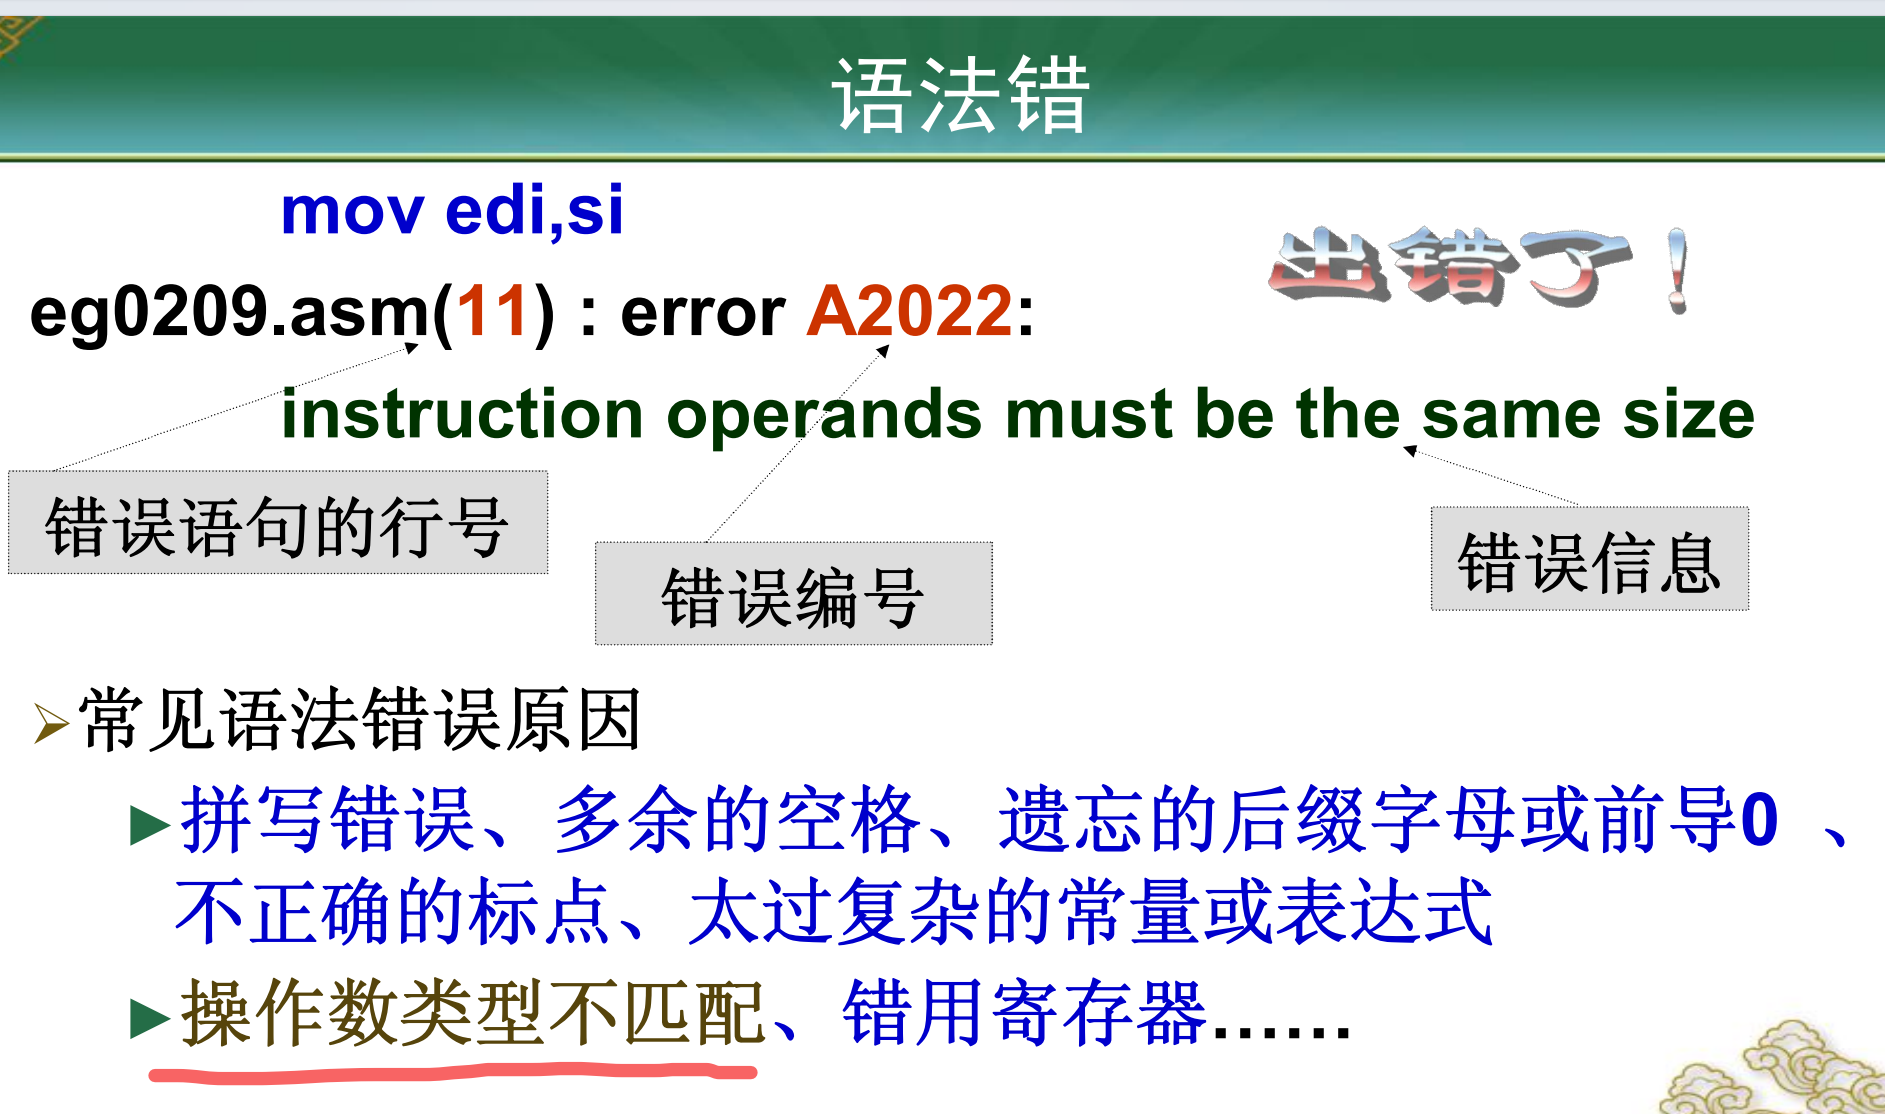 语法错
mov edi,si
出错了！
eg0209.asm(11) : error A2022:
instruction operands must be the same size
错误语句的行号
错误编号
错误信息
常见语法错误原因
拼写错误、多余的空格、遗忘的后缀字母或前导0 、
不正确的标点、太过复杂的常量或表达式
操作数类型不匹配、错用寄存器……